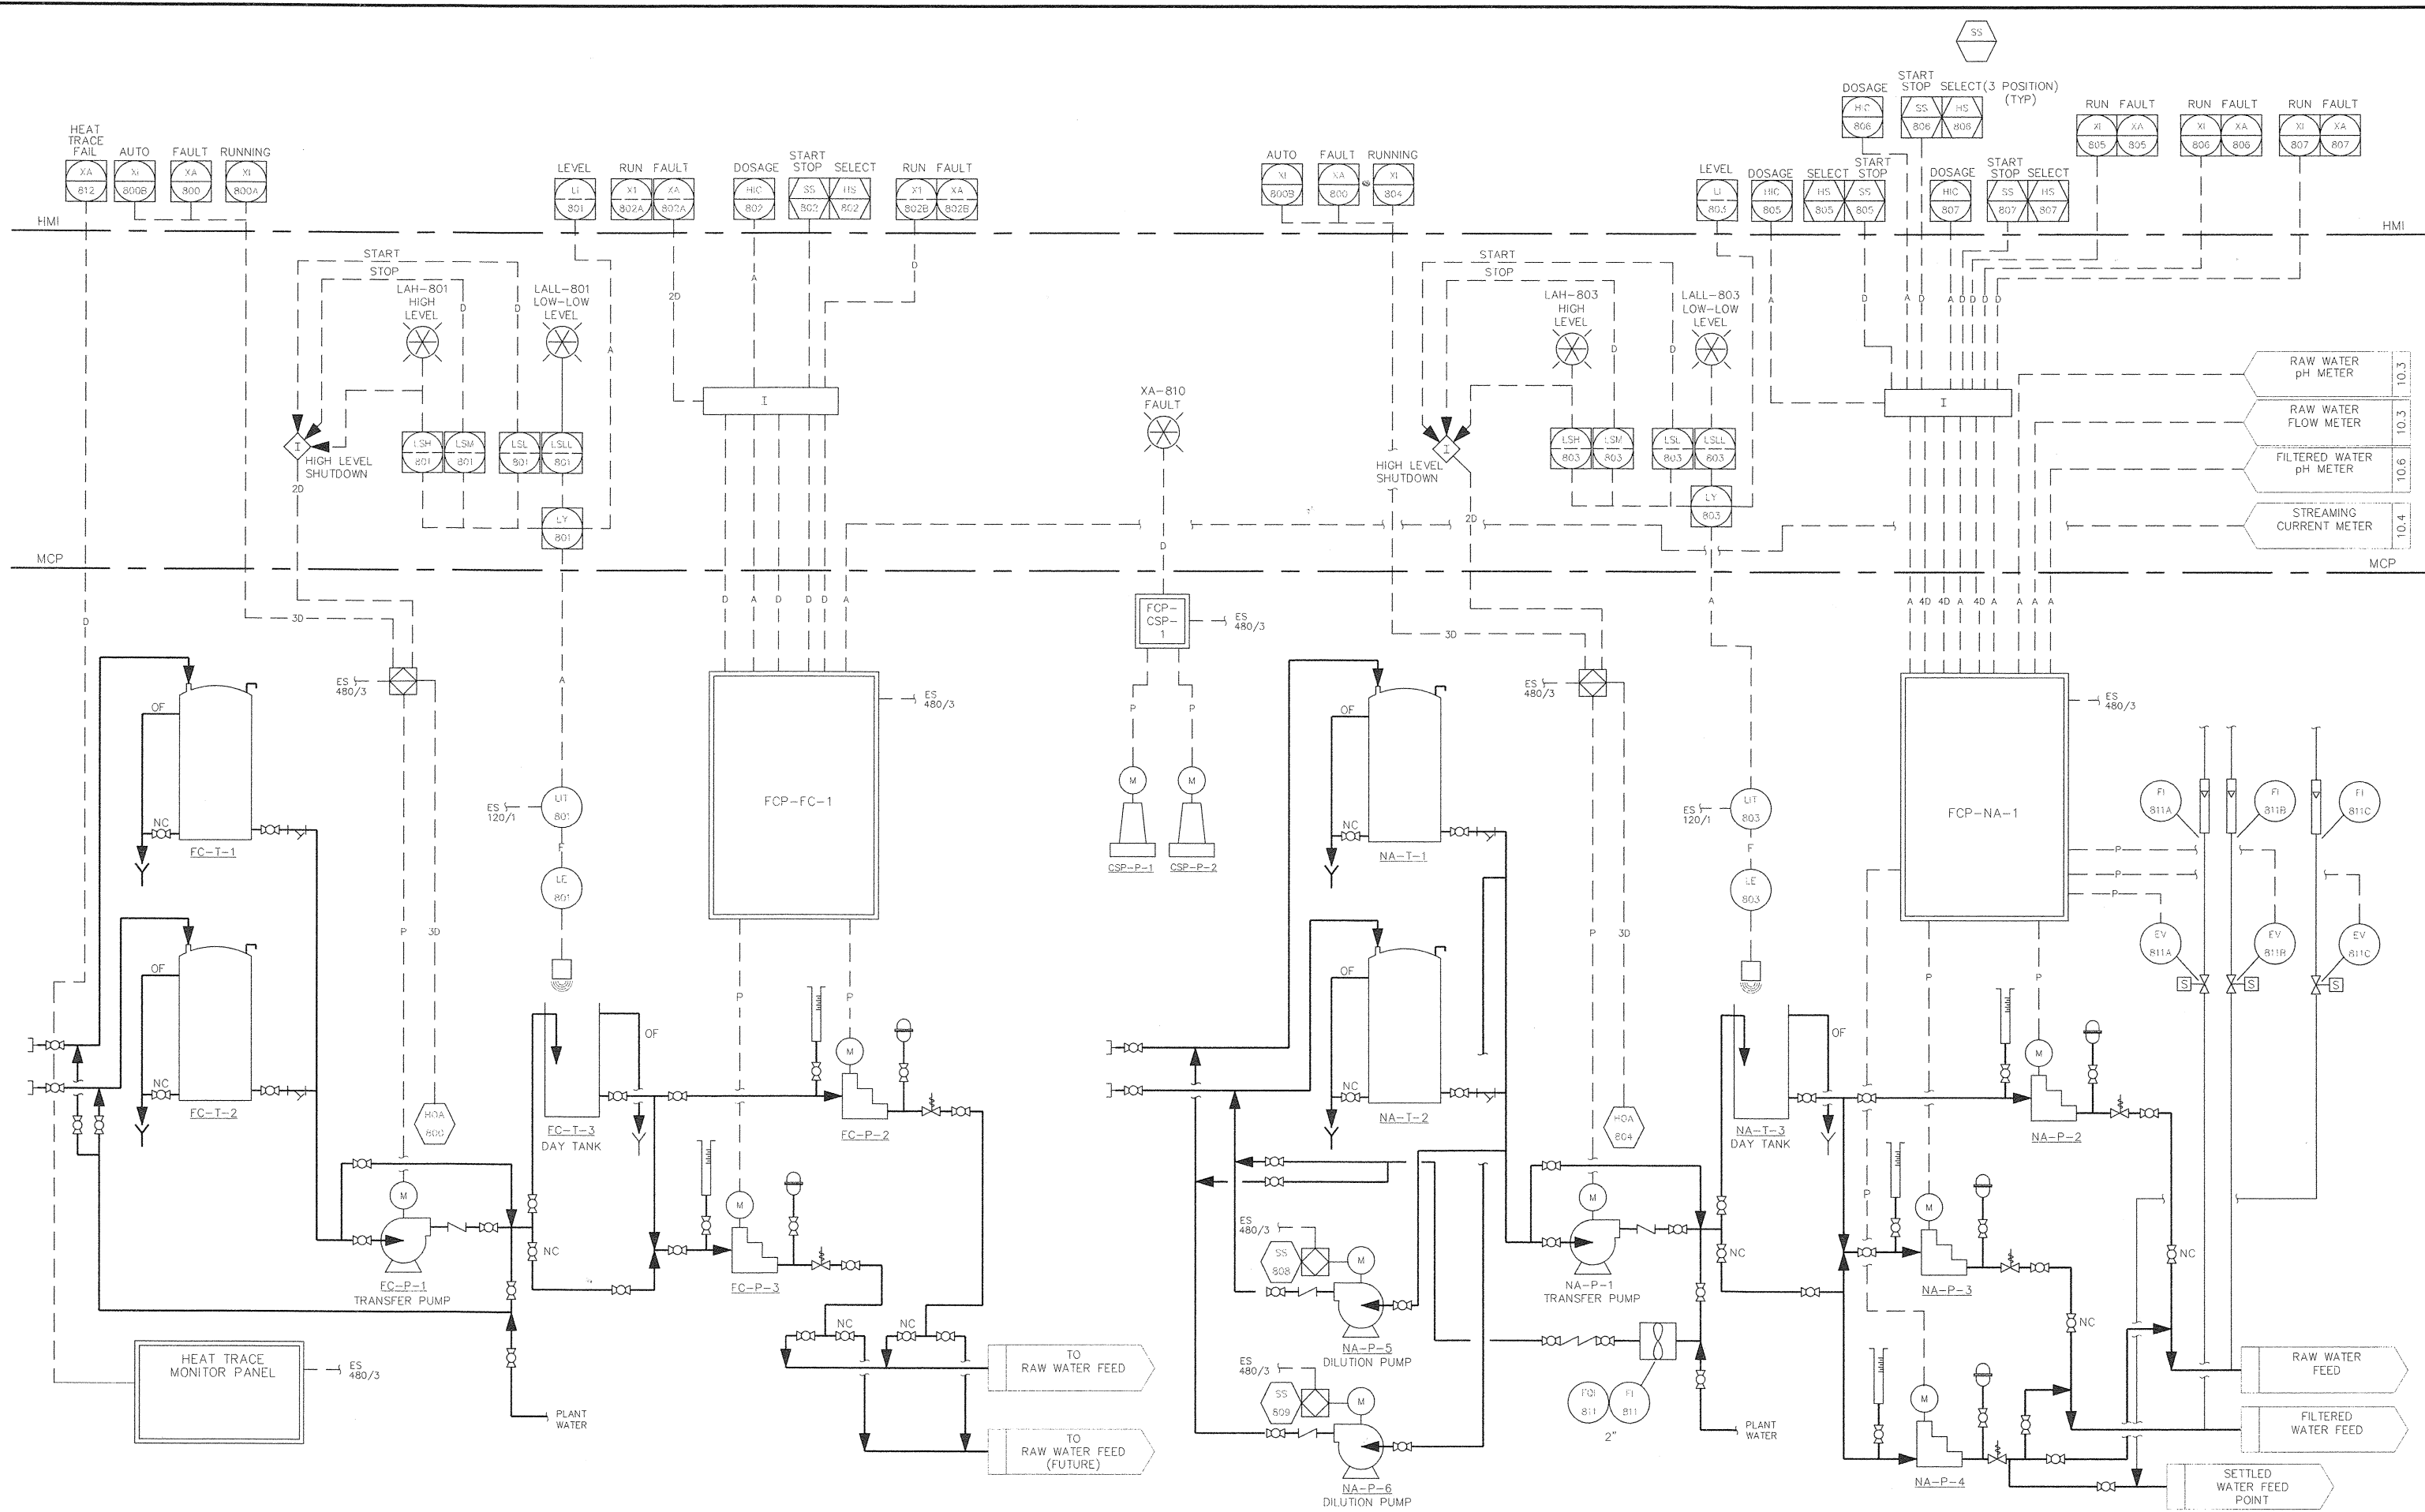 SS
HEAT
TRACE
FAIL
AUTO
FAULT
RUNNING
XA
812
XI
800B
XA
800
XI
800A
LEVEL
RUN FAULT
DOSAGE
START
STOP SELECT
RUN FAULT
LI
801
XI
802A
XA
802A
HIC
802
SS
802
HS
802
XI
802B
XA
802B
AUTO
FAULT
RUNNING
XI
800B
XA
800
XI
804
DOSAGE
START
STOP SELECT(3 POSITION)
(TYP)
HIC
806
SS
806
HS
806
RUN FAULT
RUN FAULT
RUN FAULT
XI
805
XA
805
XI
806
XA
806
XI
807
XA
807
LEVEL
DOSAGE
SELECT
START
STOP
DOSAGE
START
STOP SELECT
LI
803
HIC
805
HS
805
SS
805
HIC
807
SS
807
HS
807
HMI
HMI
START
STOP
LAH-801
HIGH
LEVEL
LALL-801
LOW-LOW
LEVEL
D
D
A
2D
A
D
I
I
HIGH LEVEL
SHUTDOWN
2D
LSH
801
LSM
801
LSL
801
LSLL
801
LY
801
XA-810
FAULT
D
START
STOP
LAH-803
HIGH
LEVEL
LALL-803
LOW-LOW
LEVEL
D
D
A
D
A
D
A
D
D
D
D
I
I
HIGH LEVEL
SHUTDOWN
2D
LSH
803
LSM
803
LSL
803
LSLL
803
LY
803
RAW WATER
pH METER
10.3
RAW WATER
FLOW METER
10.3
FILTERED WATER
pH METER
10.6
STREAMING
CURRENT METER
10.4
MCP
MCP
D
3D
D
A
D
D
D
A
FCP-
CSP-
1
ES
480/3
3D
A
A
4D
4D
A
4D
A
A
A
A
ES
480/3
A
ES
480/3
P
P
ES
480/3
ES
480/3
OF
NC
FC-T-1
ES
120/1
LIT
801
F
LE
801
FCP-FC-1
M
M
CSP-P-1
CSP-P-2
OF
NC
NA-T-1
ES
120/1
LIT
803
F
LE
803
FCP-NA-1
P
P
P
FI
811A
FI
811B
FI
811C
EV
811A
EV
811B
EV
811C
S
S
S
OF
NC
FC-T-2
P
3D
HOA
800
P
P
OF
FC-T-3
DAY TANK
M
FC-P-2
M
FC-P-3
M
FC-P-1
TRANSFER PUMP
NC
NC
NC
HEAT TRACE
MONITOR PANEL
ES
480/3
PLANT
WATER
TO
RAW WATER FEED
TO
RAW WATER FEED
(FUTURE)
OF
NC
NA-T-2
P
3D
HOA
804
ES
480/3
SS
808
M
NA-P-5
DILUTION PUMP
ES
480/3
SS
809
M
NA-P-6
DILUTION PUMP
M
NA-P-1
TRANSFER PUMP
FQI
811
FI
811
2"
PLANT
WATER
NC
OF
NA-T-3
DAY TANK
P
P
P
M
NA-P-2
M
NA-P-3
M
NA-P-4
NC
NC
RAW WATER
FEED
FILTERED
WATER FEED
SETTLED
WATER FEED
POINT